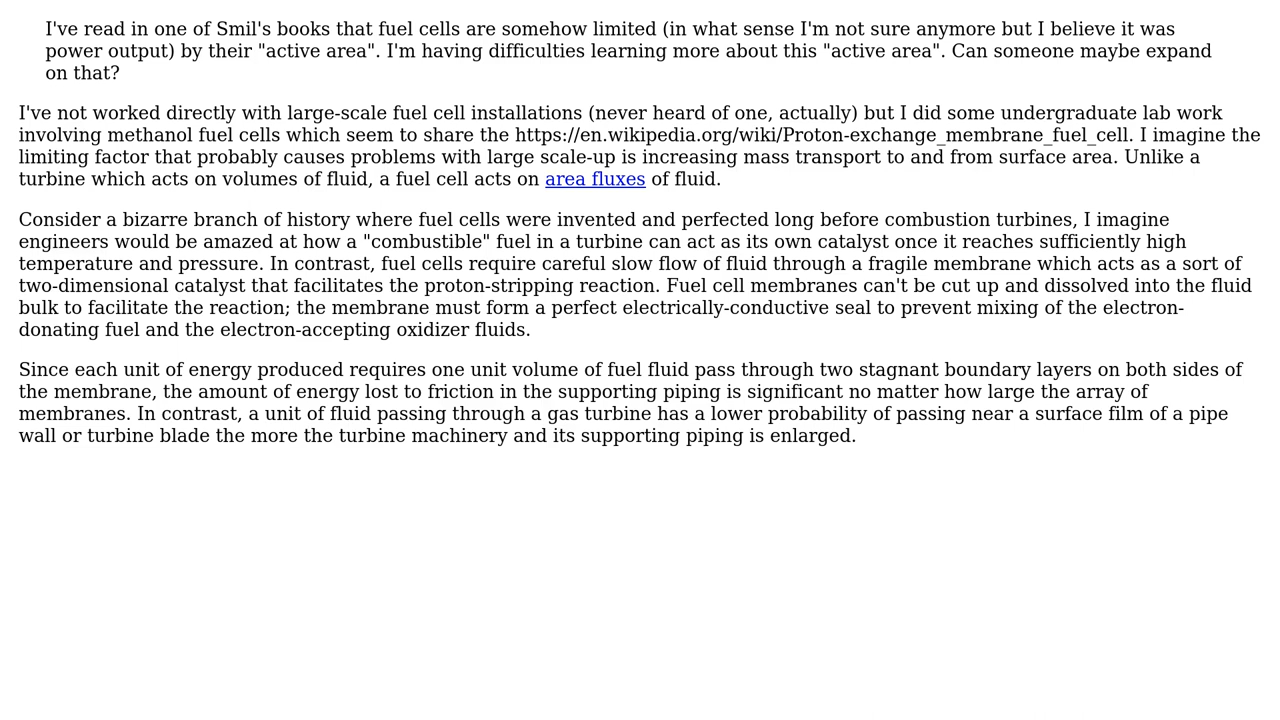 I've read in one of Smil's books that fuel cells are somehow limited (in what sense I'm not sure anymore but I believe it was
power output) by their "active area". I'm having difficulties learning more about this "active area". Can someone maybe expand
on that?
I've not worked directly with large-scale fuel cell installations (never heard of one, actually) but I did some undergraduate lab work
involving methanol fuel cells which seem to share the https://en.wikipedia.org/wiki/Proton-exchange_membrane_fuel_cell. I imagine the
limiting factor that probably causes problems with large scale-up is increasing mass transport to and from surface area. Unlike a
turbine which acts on volumes of fluid, a fuel cell acts on area fluxes of fluid.
Consider a bizarre branch of history where fuel cells were invented and perfected long before combustion turbines, I imagine
engineers would be amazed at how a "combustible" fuel in a turbine can act as its own catalyst once it reaches sufficiently high
temperature and pressure. In contrast, fuel cells require careful slow flow of fluid through a fragile membrane which acts as a sort of
two-dimensional catalyst that facilitates the proton-stripping reaction. Fuel cell membranes can't be cut up and dissolved into the fluid
bulk to facilitate the reaction; the membrane must form a perfect electrically-conductive seal to prevent mixing of the electron-
donating fuel and the electron-accepting oxidizer fluids.
Since each unit of energy produced requires one unit volume of fuel fluid pass through two stagnant boundary layers on both sides of
the membrane, the amount of energy lost to friction in the supporting piping is significant no matter how large the array of
membranes. In contrast, a unit of fluid passing through a gas turbine has a lower probability of passing near a surface film of a pipe
wall or turbine blade the more the turbine machinery and its supporting piping is enlarged.